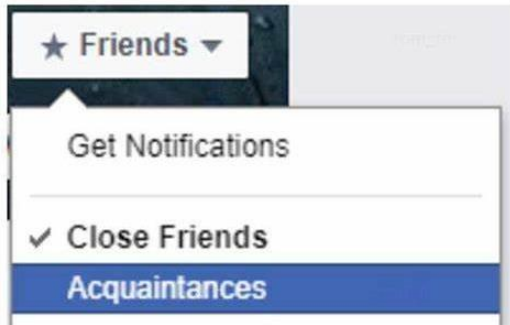 Friends
Get Notifications
Close Friends
Acquaintances